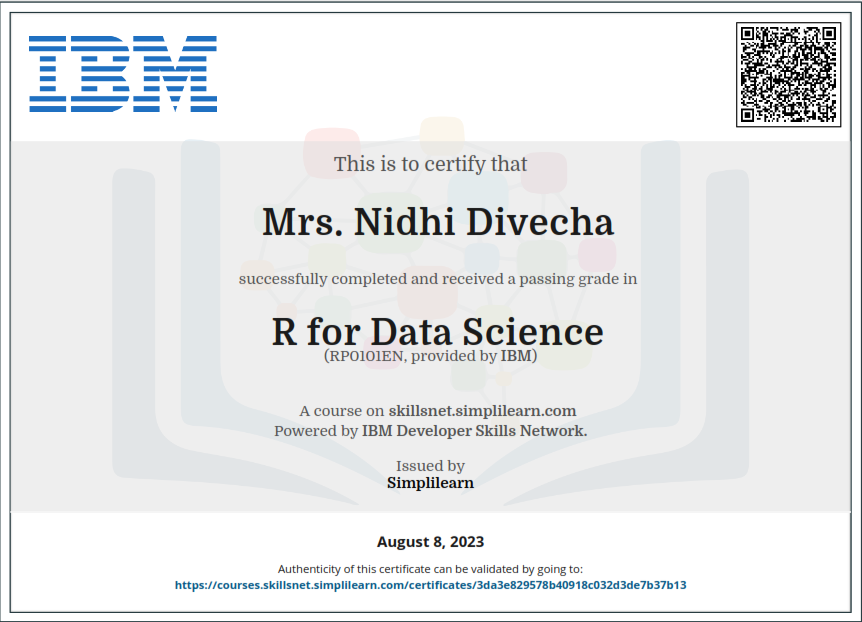 IBM
This is to certify that
Mrs. Nidhi Divecha
successfully completed and received a passing grade in
R for Data Science
(RP0101EN, provided by IBM)
A course on skillsnet.simplilearn.com
Powered by IBM Developer Skills Network.
Issued by
Simplilearn
August 8, 2023
Authenticity of this certificate can be validated by going to:
https://courses.skillsnet.simplilearn.com/certificates/3da3e829578b40918c032d3de7b37b13